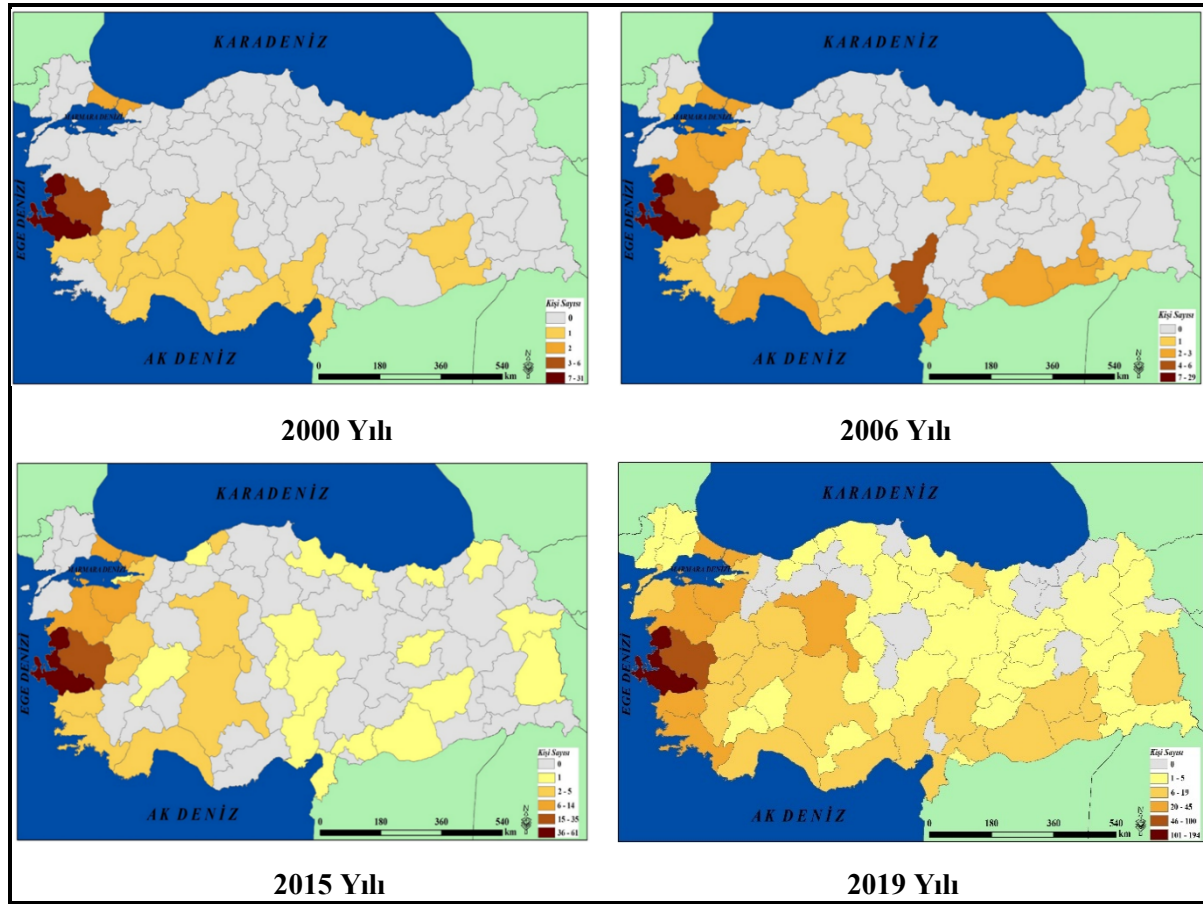 KARADENİZ
MARMARA DENİZİ
EGE DENİZİ
AK DENİZ
Kişi Sayısı
0
1
2
3 - 6
7 - 31
0 180 360 540
km
2000 Yılı
KARADENİZ
MARMARA DENİZİ
EGE DENİZİ
AK DENİZ
Kişi Sayısı
0
1
2 - 3
4 - 6
7 - 29
0 180 360 540
km
2006 Yılı
KARADENİZ
MARMARA DENİZİ
EGE DENİZİ
AK DENİZ
Kişi Sayısı
0
1
2 - 5
6 - 14
15 - 35
36 - 61
0 180 360 540
km
2015 Yılı
KARADENİZ
MARMARA DENİZİ
EGE DENİZİ
AK DENİZ
Kişi Sayısı
0
1 - 5
6 - 19
20 - 45
46 - 100
101 - 194
0 180 360 540
km
2019 Yılı